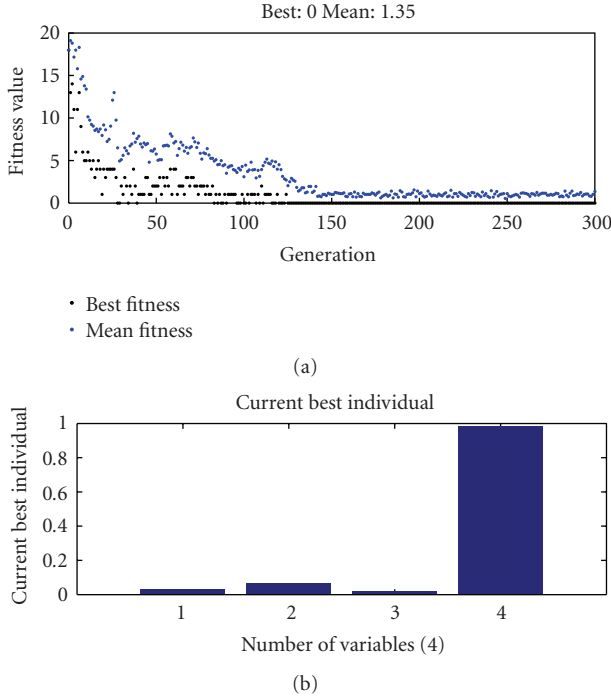 Best: 0 Mean: 1.35
20
15
10
5
0
Fitness value
0 50 100 150 200 250 300
Generation
Best fitness
Mean fitness
(a)
Current best individual
1
0.8
0.6
0.4
0.2
0
Current best individual
1 2 3 4
Number of variables (4)
(b)